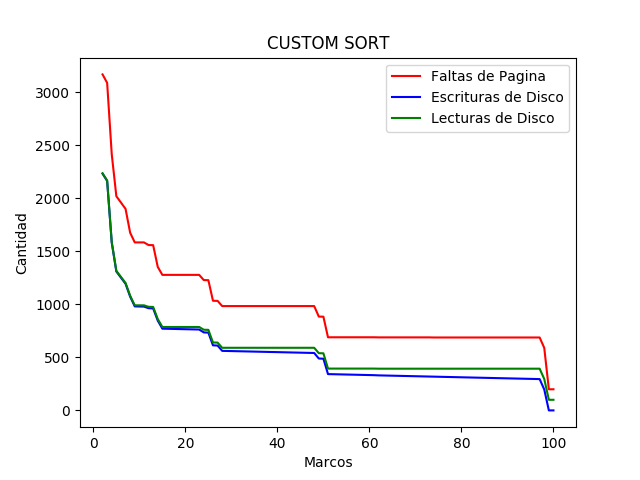 CUSTOM SORT
Faltas de Pagina
Escrituras de Disco
Lecturas de Disco
Cantidad
3000
2500
2000
1500
1000
500
0
0 20 40 60 80 100
Marcos